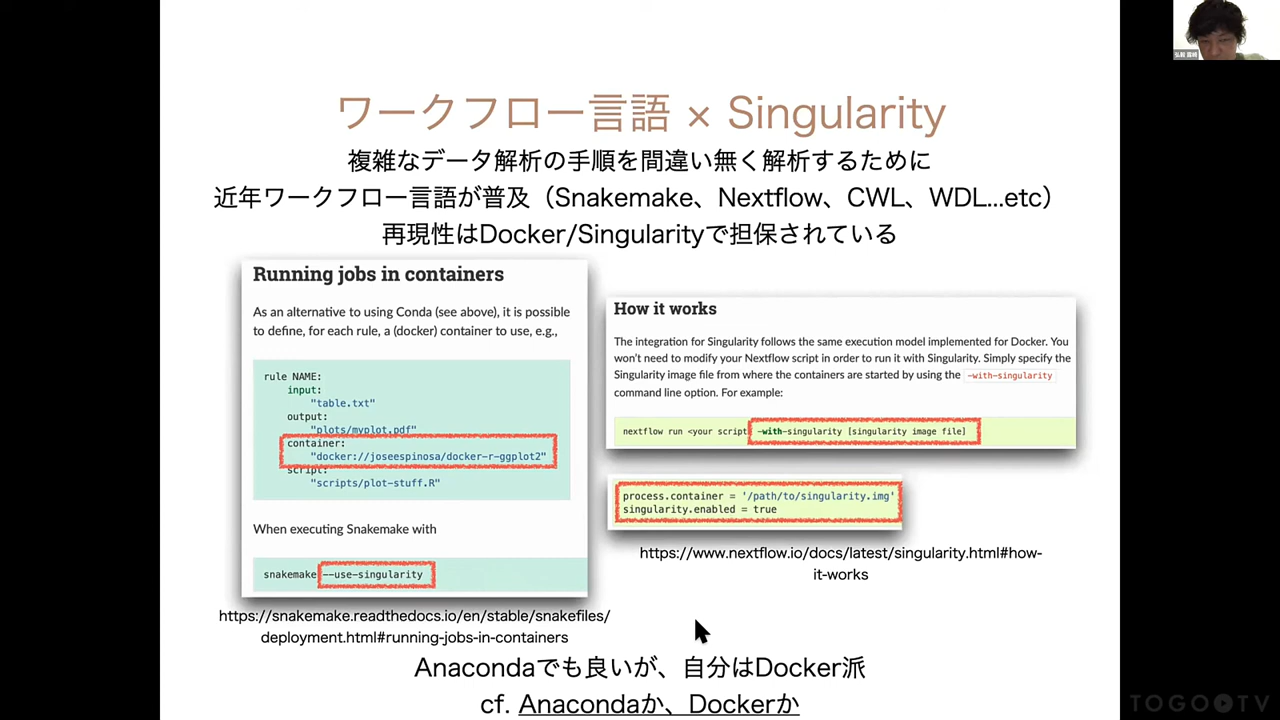 ワークフロー言語 × Singularity
複雑なデータ解析の手順を間違い無く解析するために
近年ワークフロー言語が普及（Snakemake、Nextflow、CWL、WDL...etc）
再現性はDocker/Singularityで担保されている
Running jobs in containers
As an alternative to using Conda (see above), it is possible
to define, for each rule, a (docker) container to use, e.g.,
rule NAME:
input:
"table.txt"
output:
"plots/myplot.pdf"
container:
"docker://joseespinosa/docker-r-ggplot2"
script:
"scripts/plot-stuff.R"
When executing Snakemake with
snakemake --use-singularity
https://snakemake.readthedocs.io/en/stable/snakefiles/
deployment.html#running-jobs-in-containers
How it works
The integration for Singularity follows the same execution model implemented for Docker. You
won't need to modify your Nextflow script in order to run it with Singularity. Simply specify the
Singularity image file from where the containers are started by using the -with-singularity
command line option. For example:
nextflow run <your script -with-singularity [singularity image file]
process.container = '/path/to/singularity.img'
singularity.enabled = true
https://www.nextflow.io/docs/latest/singularity.html#how-
it-works
Anacondaでも良いが、自分はDocker派
cf. Anacondaか、Dockerか
TOGOTV